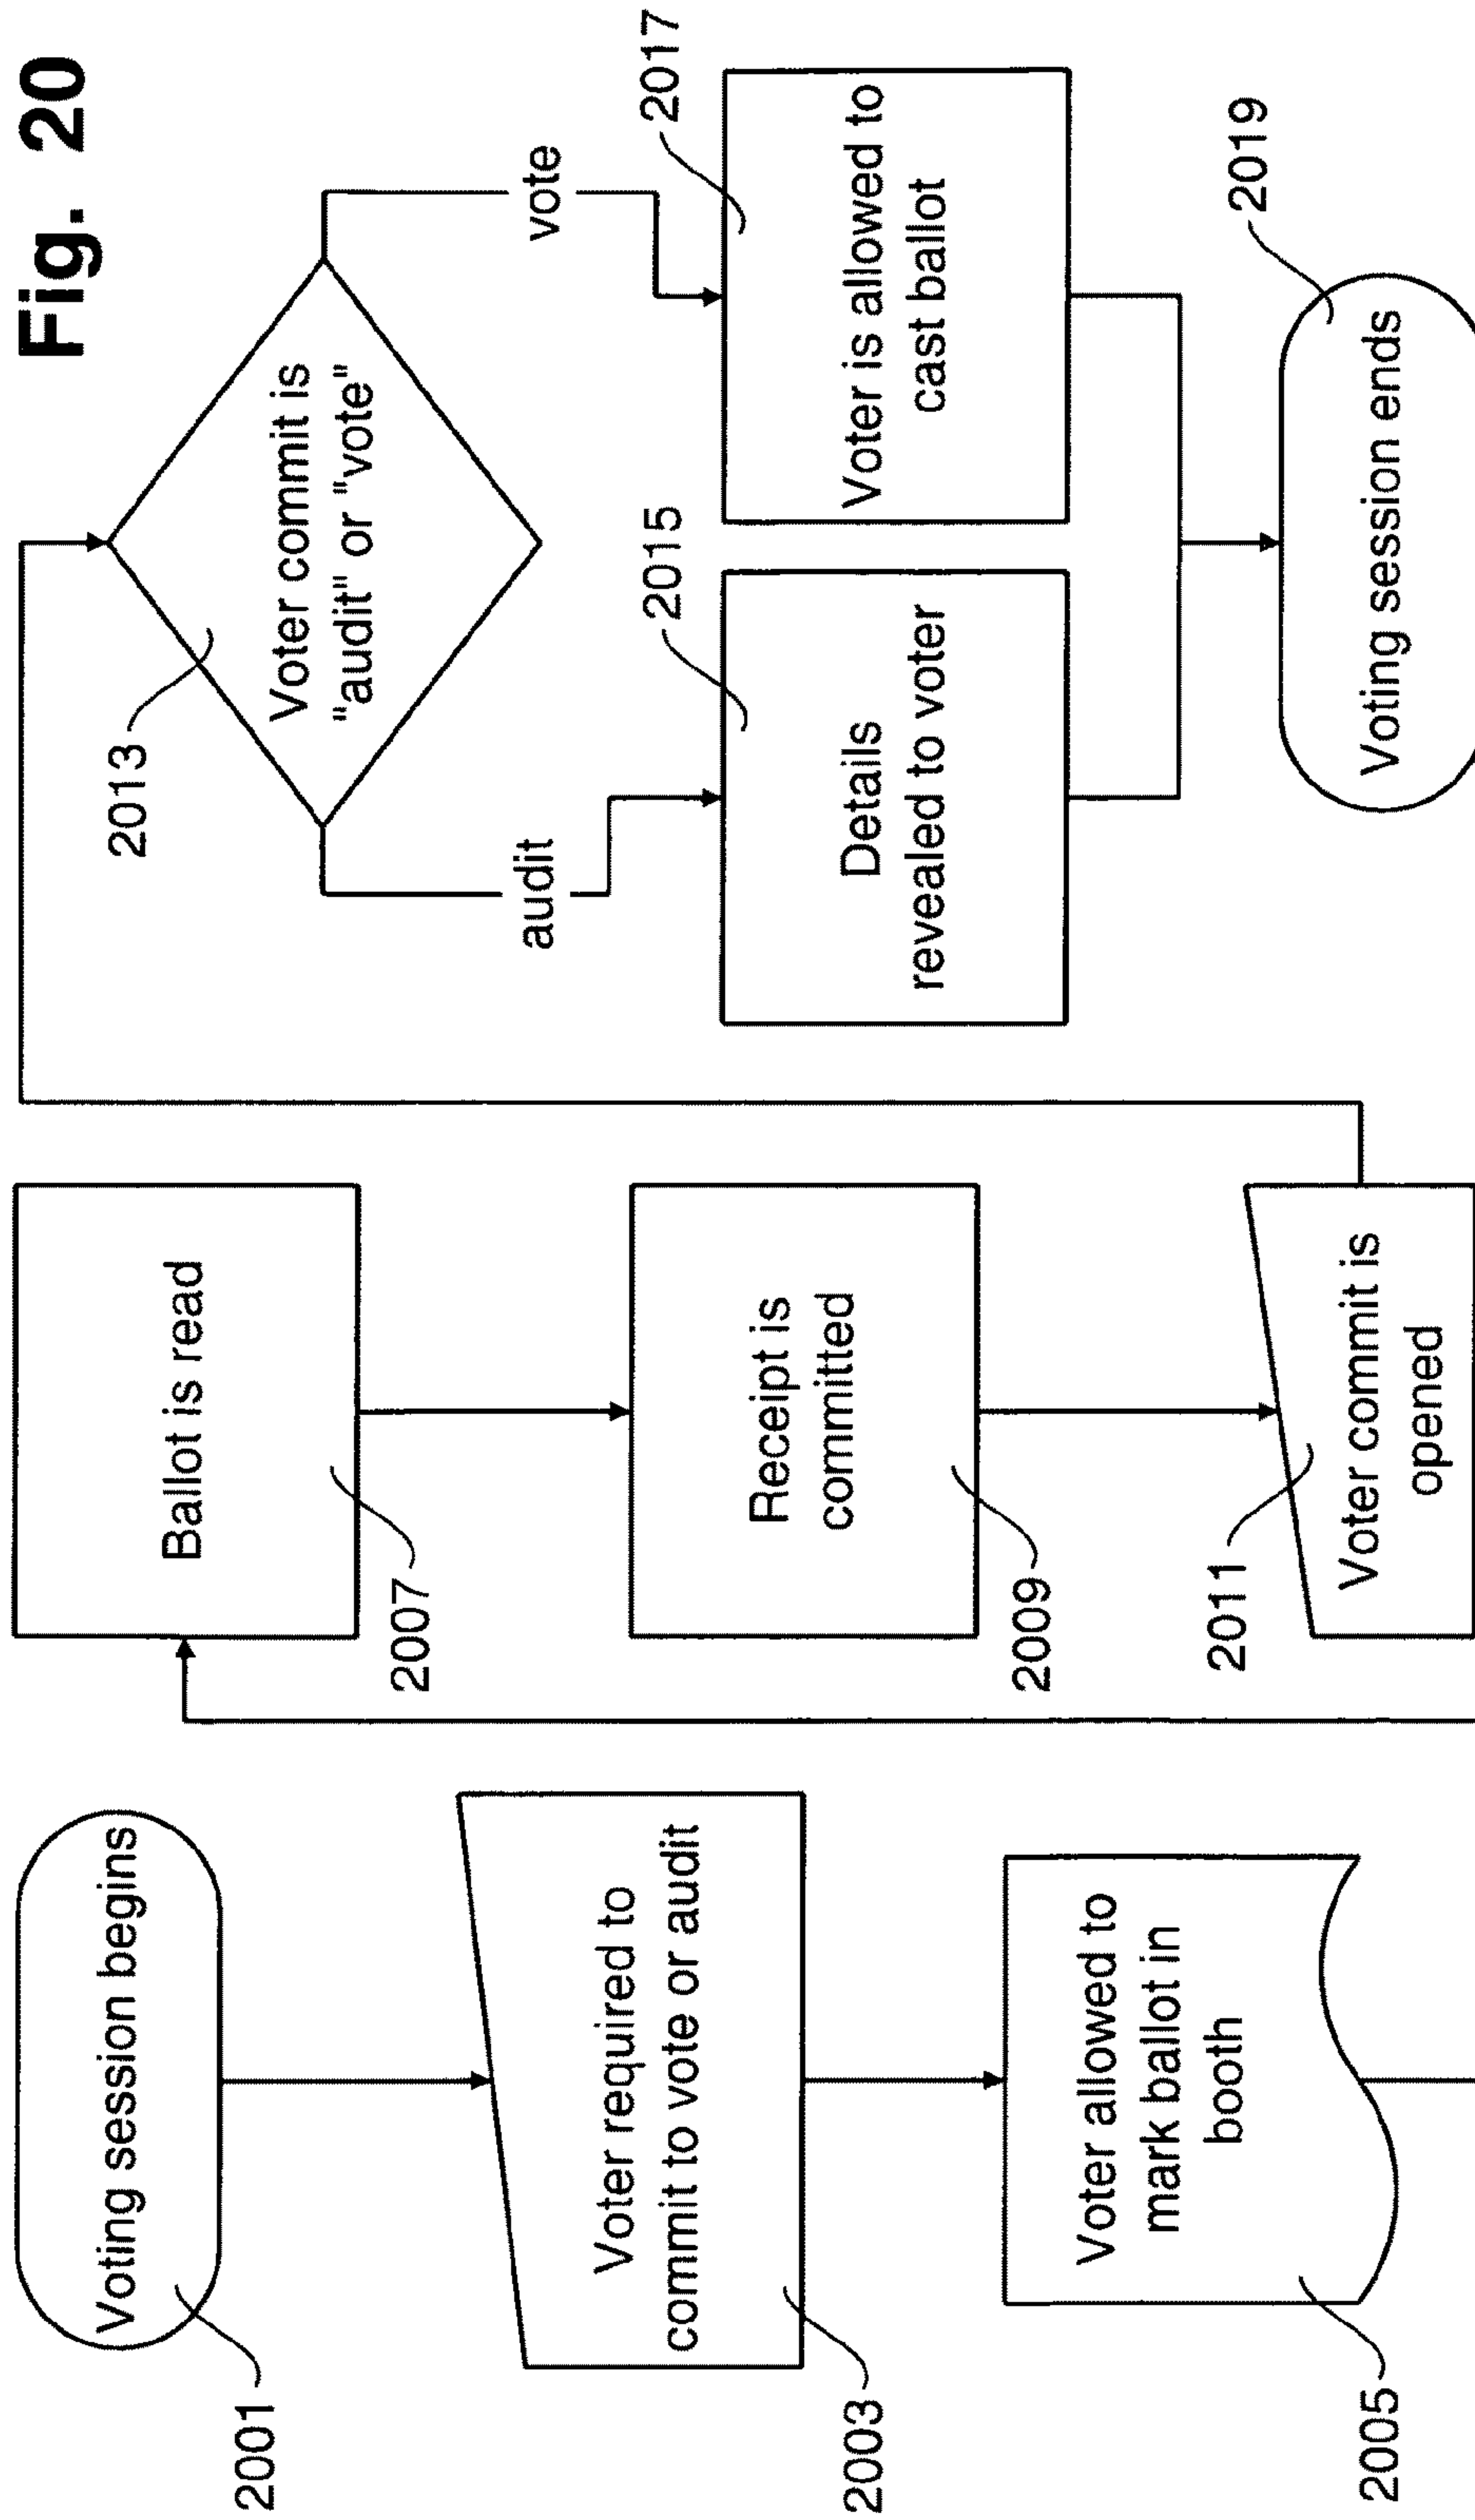 Fig. 20
Voting session begins
2001
Voter required to
commit to vote or audit
2003
Voter allowed to
mark ballot in
booth
2005
Ballot is read
2007
Receipt is
committed
2009
2011
Voter commit is
opened
2013
Voter commit is
"audit" or "vote"
audit
vote
2015
Details
revealed to voter
2017
Voter is allowed to
cast ballot
2019
Voting session ends